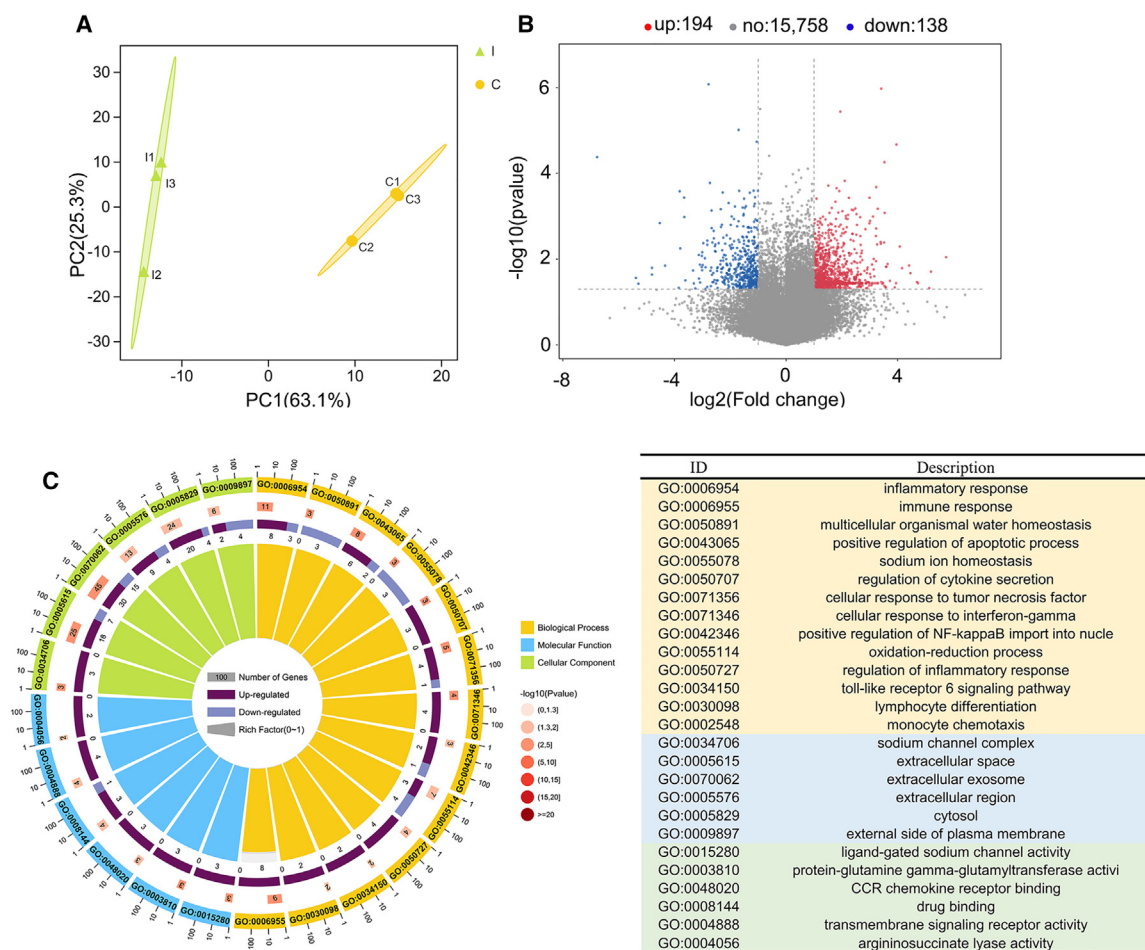 A
I
C
30
20
10
0
-10
-20
-30
PC2(25.3%)
I1
I3
I2
C1
C3
C2
-10
0
10
20
PC1(63.1%)
B
up:194
no:15,758
down:138
6
4
2
0
-log10(pvalue)
-8
-4
0
4
log2(Fold change)
C
GO:0006954
GO:0050891
GO:0043065
GO:0055078
GO:0050707
GO:0071356
GO:0071346
GO:0042346
GO:0055114
GO:0050727
GO:0034150
GO:0030098
GO:0006955
GO:0015280
GO:0003810
GO:0048020
GO:0008144
GO:0004888
GO:0004056
GO:0034706
GO:0005615
GO:0070062
GO:0005576
GO:0005829
GO:0009897
100
Number of Genes
Up-regulated
Down-regulated
Rich Factor(0~1)
Biological Process
Molecular Function
Cellular Component
-log10(Pvalue)
(0,1.3)
(1.3,2]
(2,5]
(5,10]
(10,15]
(15,20]
>=20
ID Description
GO:0006954 inflammatory response
GO:0006955 immune response
GO:0050891 multicellular organismal water homeostasis
GO:0043065 positive regulation of apoptotic process
GO:0055078 sodium ion homeostasis
GO:0050707 regulation of cytokine secretion
GO:0071356 cellular response to tumor necrosis factor
GO:0071346 cellular response to interferon-gamma
GO:0042346 positive regulation of NF-kappaB import into nucle
GO:0055114 oxidation-reduction process
GO:0050727 regulation of inflammatory response
GO:0034150 toll-like receptor 6 signaling pathway
GO:0030098 lymphocyte differentiation
GO:0002548 monocyte chemotaxis
GO:0034706 sodium channel complex
GO:0005615 extracellular space
GO:0070062 extracellular exosome
GO:0005576 extracellular region
GO:0005829 cytosol
GO:0009897 external side of plasma membrane
GO:0015280 ligand-gated sodium channel activity
GO:0003810 protein-glutamine gamma-glutamyltransferase activi
GO:0048020 CCR chemokine receptor binding
GO:0008144 drug binding
GO:0004888 transmembrane signaling receptor activity
GO:0004056 argininosuccinate lyase activity